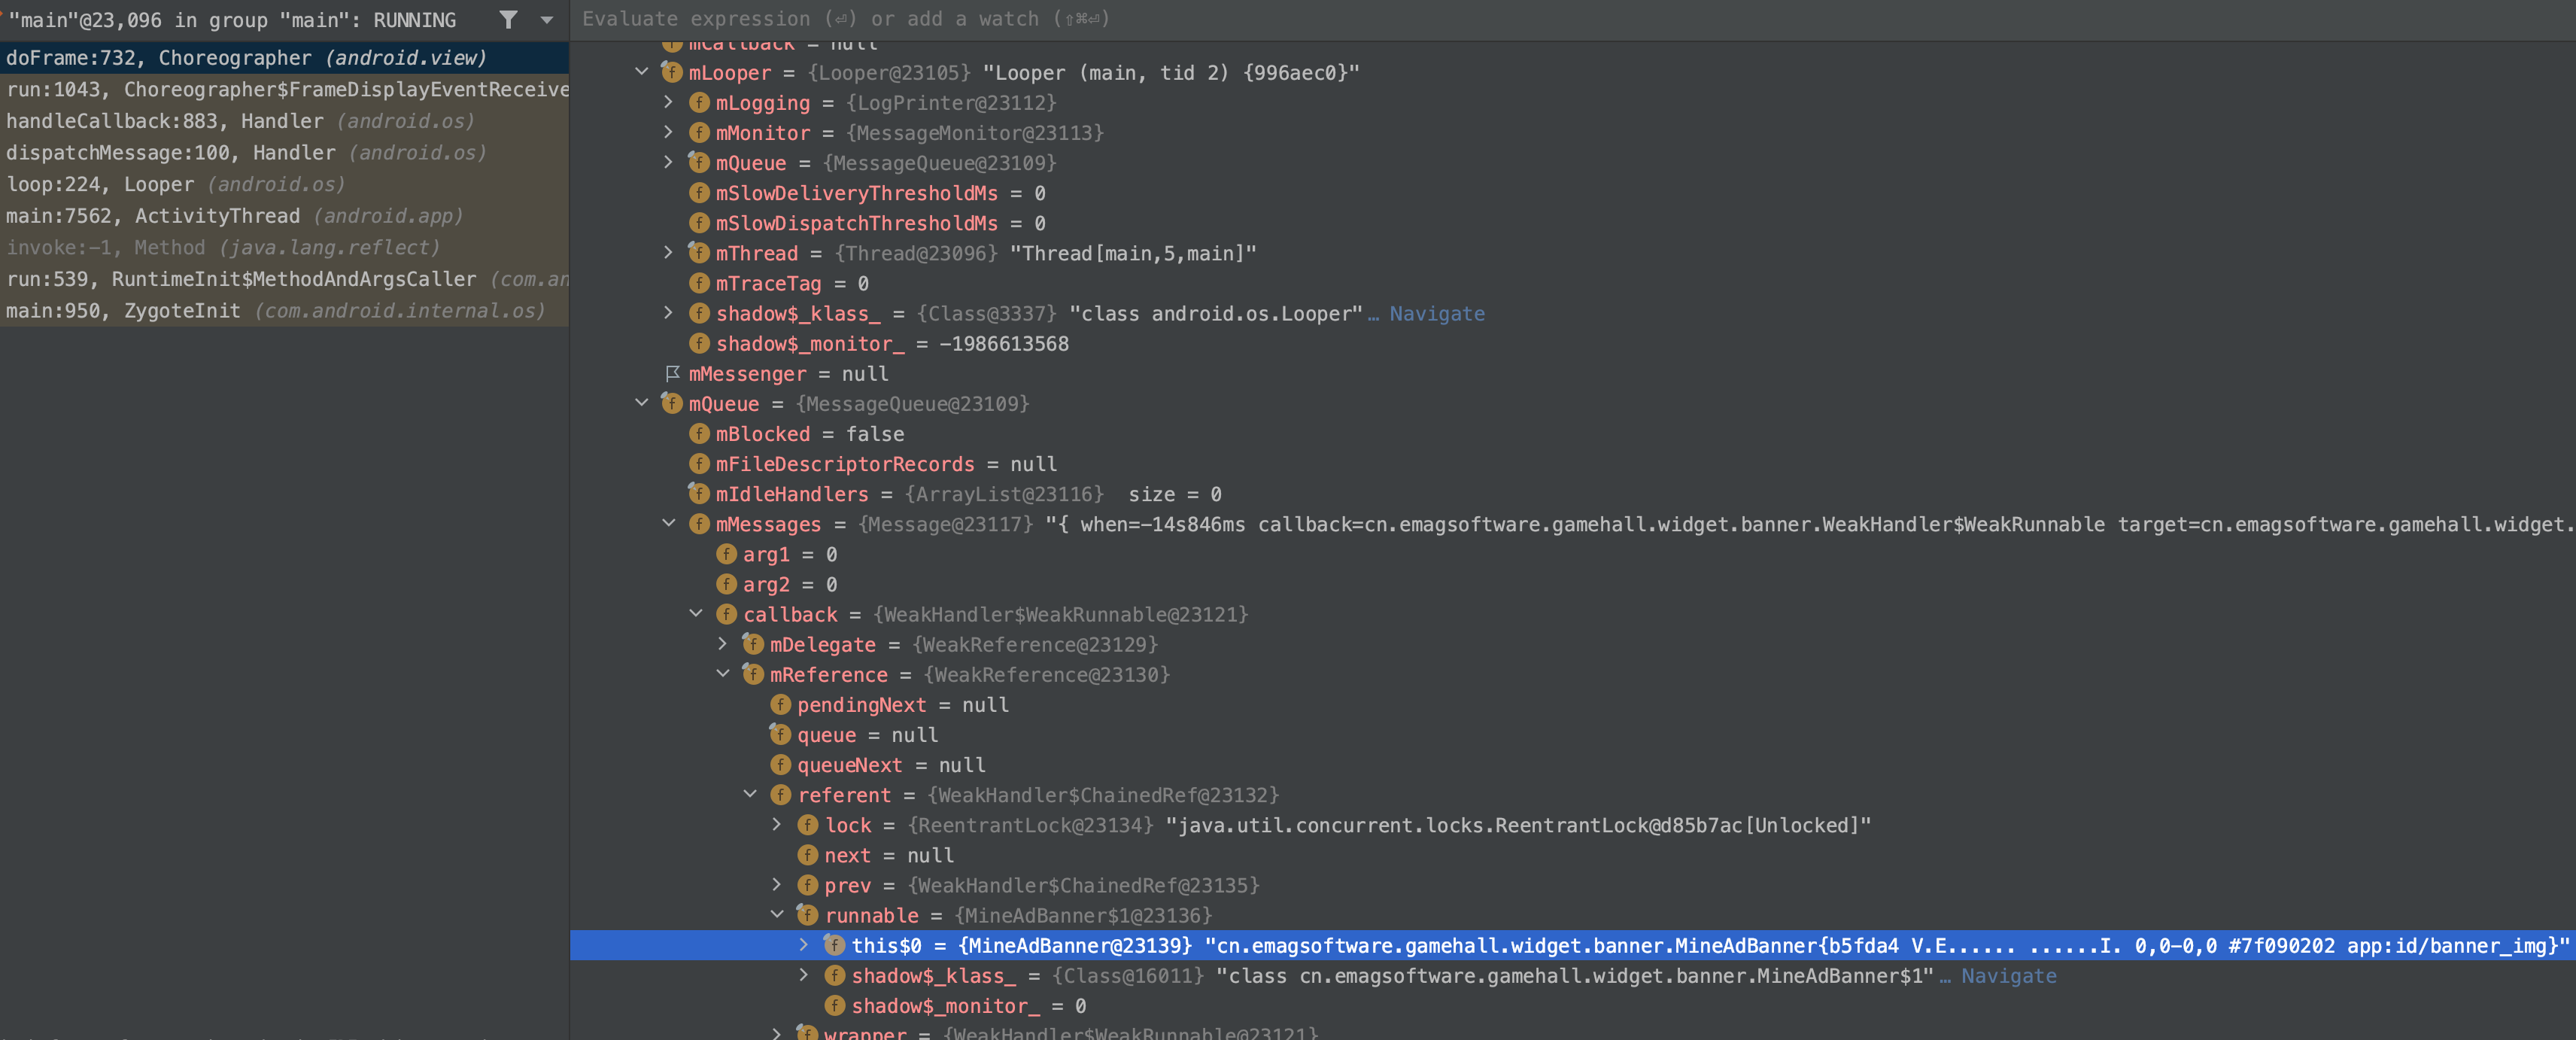 "main"@23,096 in group "main": RUNNING
doFrame:732, Choreographer (android.view)
run:1043, Choreographer$FrameDisplayEventReceive
handleCallback:883, Handler (android.os)
dispatchMessage:100, Handler (android.os)
loop:224, Looper (android.os)
main:7562, ActivityThread (android.app)
invoke:-1, Method (java.lang.reflect)
run:539, RuntimeInit$MethodAndArgsCaller (com.an
main:950, ZygoteInit (com.android.internal.os)
Evaluate expression (⏎) or add a watch (⇧⌘⏎)
mCallback = null
mLooper = {Looper@23105} "Looper (main, tid 2) {996aec0}"
mLogging = {LogPrinter@23112}
mMonitor = {MessageMonitor@23113}
mQueue = {MessageQueue@23109}
mSlowDeliveryThresholdMs = 0
mSlowDispatchThresholdMs = 0
mThread = {Thread@23096} "Thread[main,5,main]"
mTraceTag = 0
shadow$_klass_ = {Class@3337} "class android.os.Looper"… Navigate
shadow$_monitor_ = -1986613568
mMessenger = null
mQueue = {MessageQueue@23109}
mBlocked = false
mFileDescriptorRecords = null
mIdleHandlers = {ArrayList@23116} size = 0
mMessages = {Message@23117} "{ when=-14s846ms callback=cn.emagsoftware.gamehall.widget.banner.WeakHandler$WeakRunnable target=cn.emagsoftware.gamehall.widget.
arg1 = 0
arg2 = 0
callback = {WeakHandler$WeakRunnable@23121}
mDelegate = {WeakReference@23129}
mReference = {WeakReference@23130}
pendingNext = null
queue = null
queueNext = null
referent = {WeakHandler$ChainedRef@23132}
lock = {ReentrantLock@23134} "java.util.concurrent.locks.ReentrantLock@d85b7ac[Unlocked]"
next = null
prev = {WeakHandler$ChainedRef@23135}
runnable = {MineAdBanner$1@23136}
this$0 = {MineAdBanner@23139} "cn.emagsoftware.gamehall.widget.banner.MineAdBanner{b5fda4 V.E...... ......I. 0,0-0,0 #7f090202 app:id/banner_img}"
shadow$_klass_ = {Class@16011} "class cn.emagsoftware.gamehall.widget.banner.MineAdBanner$1"… Navigate
shadow$_monitor_ = 0
wrapper = {WeakHandler$WeakRunnable@23121}